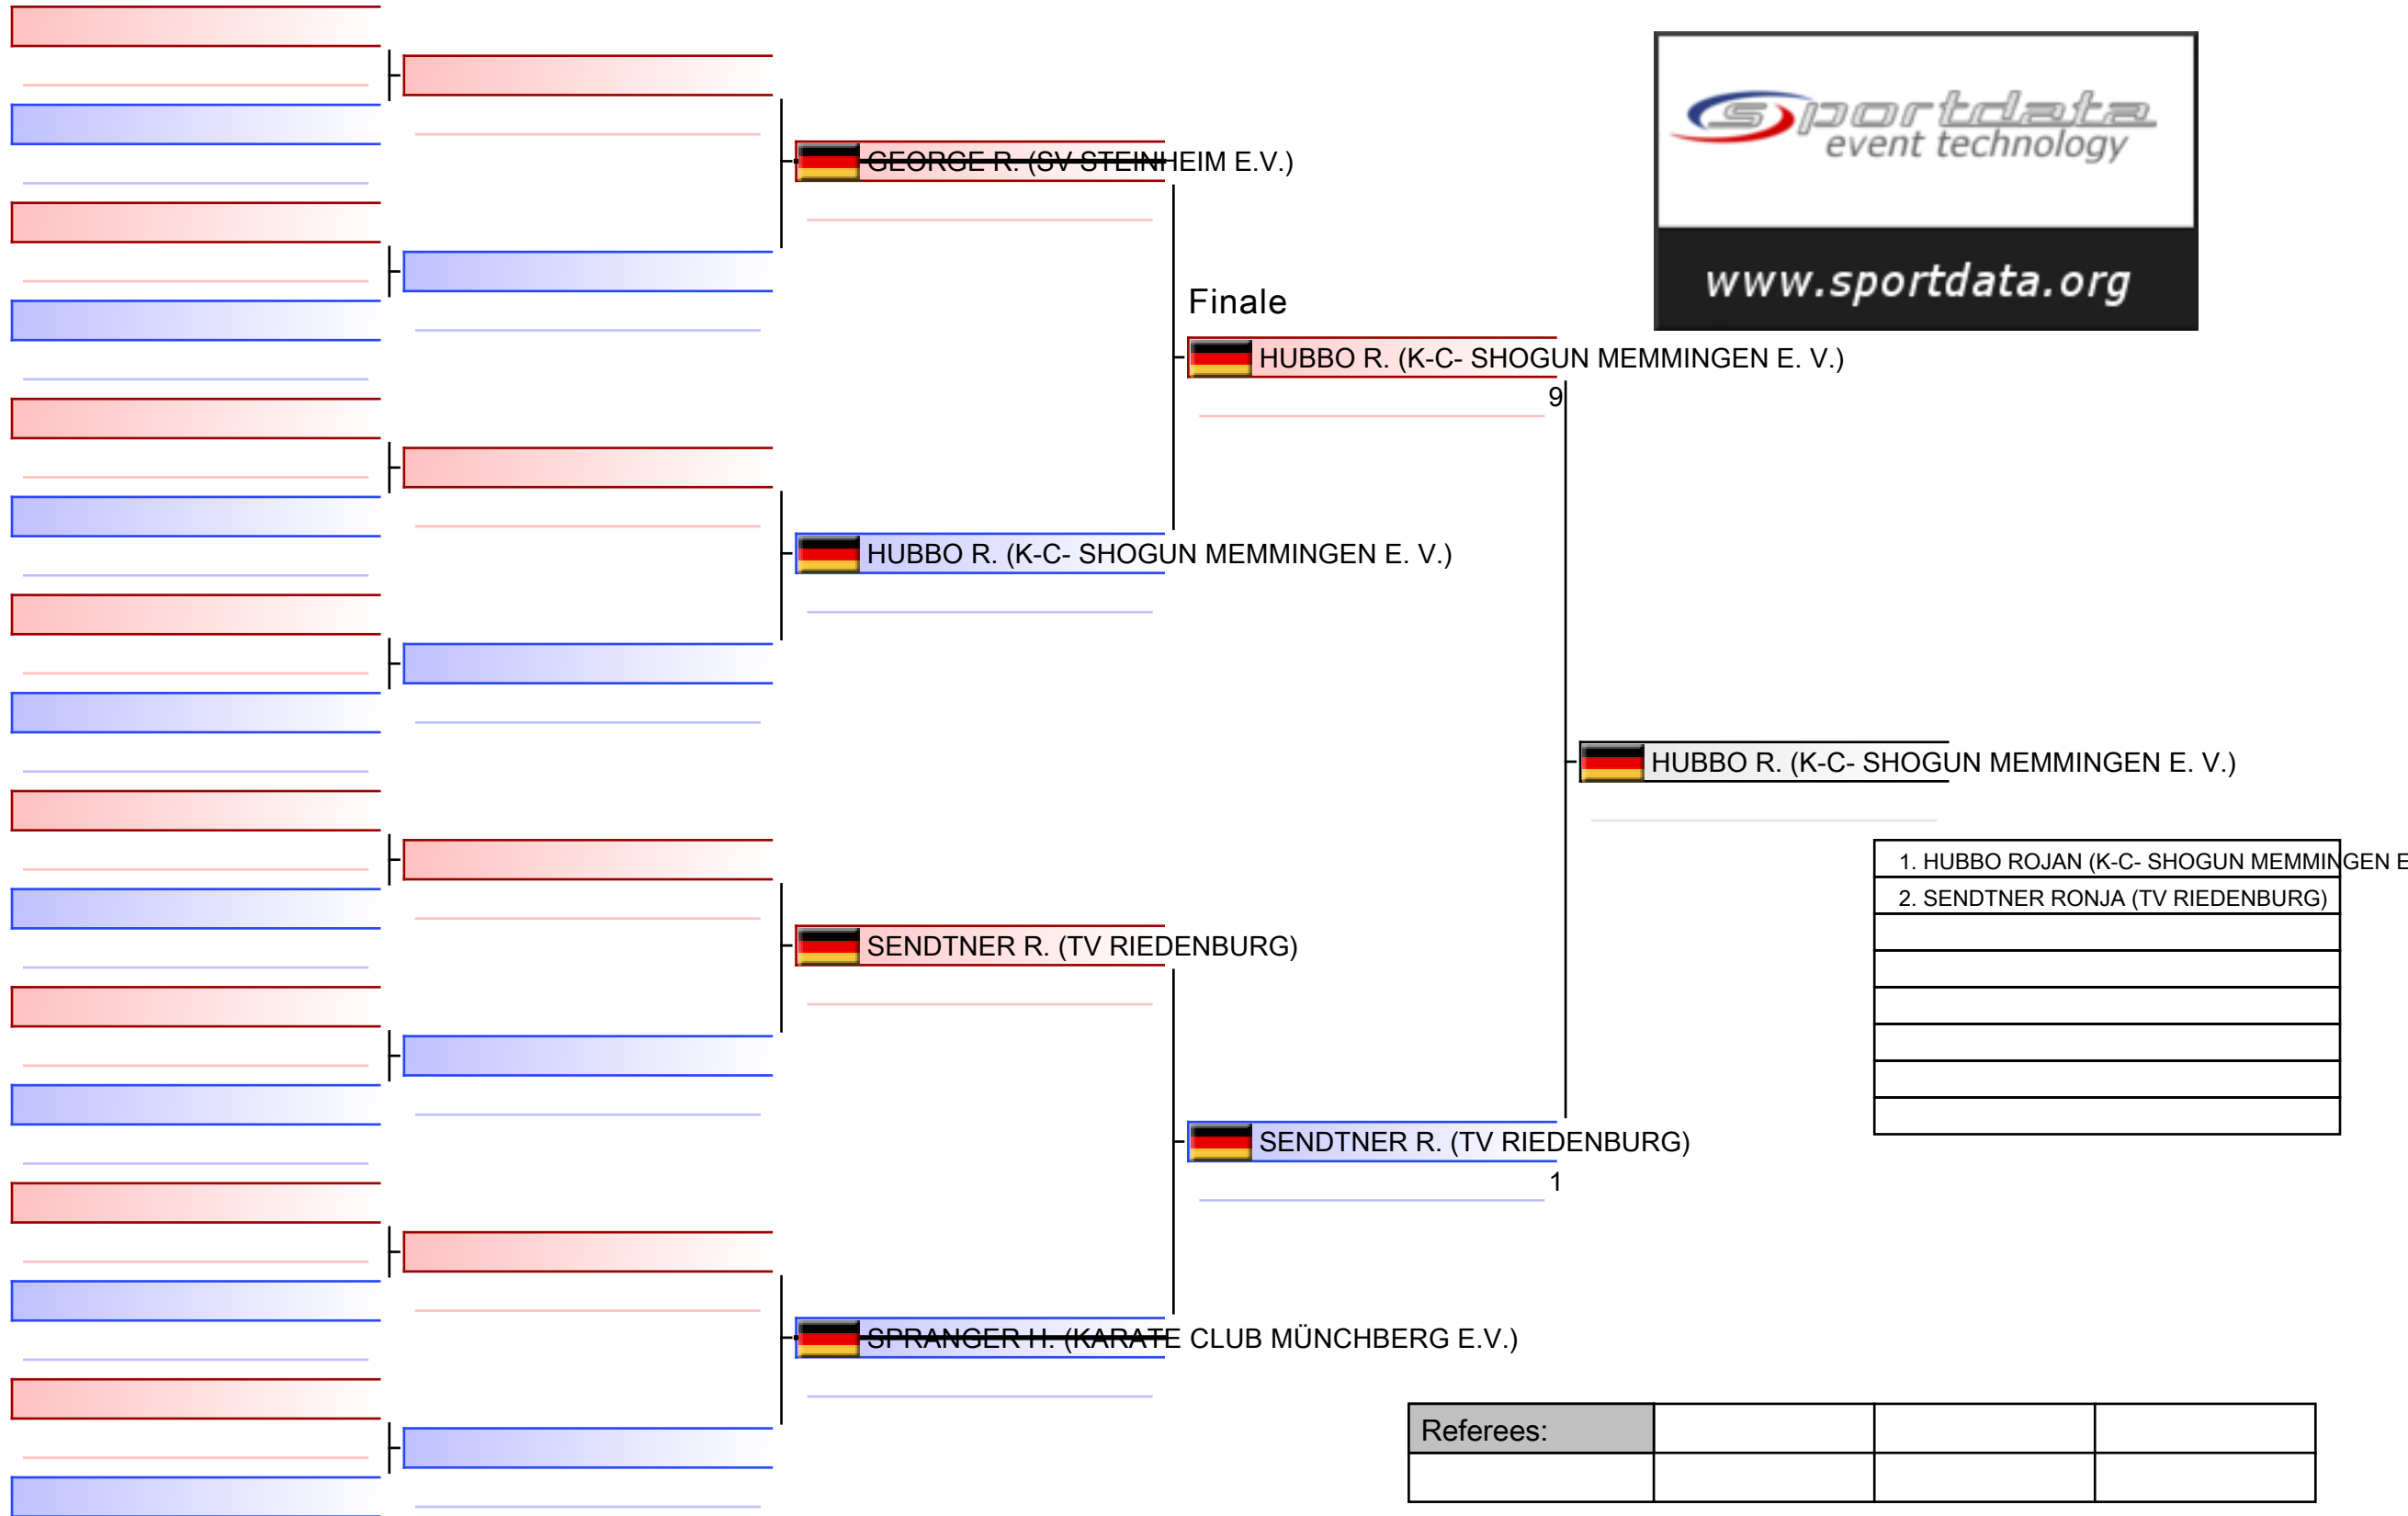 sportdata
event technology
www.sportdata.org
GEORGE R. (SV STEINHEIM E.V.)
Finale
HUBBO R. (K-C- SHOGUN MEMMINGEN E. V.)
9
HUBBO R. (K-C- SHOGUN MEMMINGEN E. V.)
HUBBO R. (K-C- SHOGUN MEMMINGEN E. V.)
1. HUBBO ROJAN (K-C- SHOGUN MEMMINGEN E
2. SENDTNER RONJA (TV RIEDENBURG)
SENDTNER R. (TV RIEDENBURG)
SENDTNER R. (TV RIEDENBURG)
1
SPRANGER H. (KARATE CLUB MÜNCHBERG E.V.)
Referees: